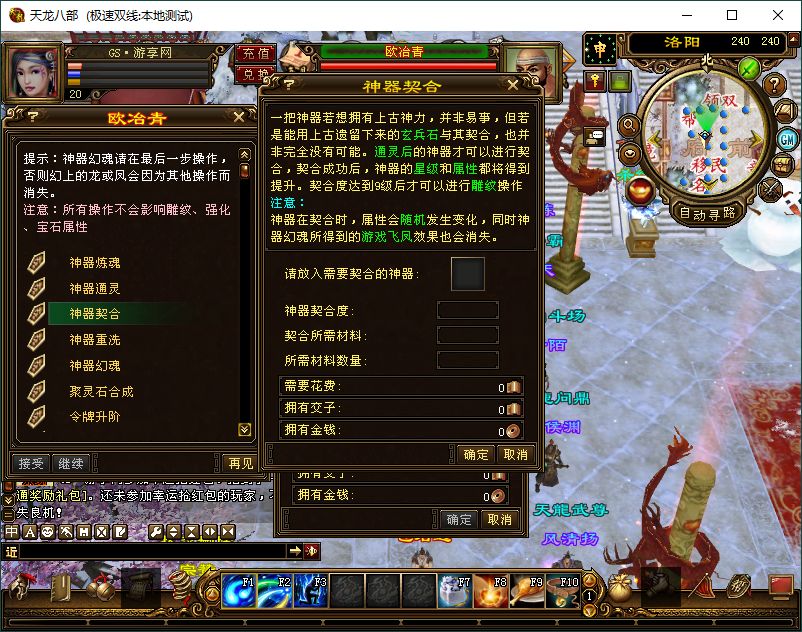 天龙八部 (极速双线:本地测试)
GS·游享网
20
充值
兑换
欧冶青
洛阳 240 240
北
GM
自动寻路
欧冶青
提示：神器幻魂请在最后一步操作，
否则幻上的龙或凤会因为其他操作而
消失。
注意：所有操作不会影响雕纹、强化
、宝石属性
神器炼魂
神器通灵
神器契合
神器重洗
神器幻魂
聚灵石合成
令牌升阶
接受 继续 再见
神器契合
一把神器若想拥有上古神力，并非易事，但若
是能用上古遗留下来的玄兵石与其契合，也并
非完全没有可能。通灵后的神器才可以进行契
合，契合成功后，神器的星级和属性都将得到
提升。契合度达到9级后才可以进行雕纹操作
注意：
神器在契合时，属性会随机发生变化，同时神
器幻魂所得到的游戏飞凤效果也会消失。
请放入需要契合的神器：
神器契合度：
契合所需材料：
所需材料数量：
需要花费： 0
拥有交子： 0
拥有金钱： 0
确定 取消
拥有交子： 0
拥有金钱： 0
确定 取消
通奖励礼包]。还未参加幸运抢红包的玩家，不
失良机！
近
天龍武尊
风清扬
F1 F2 F3 F7 F8 F9 F10
1